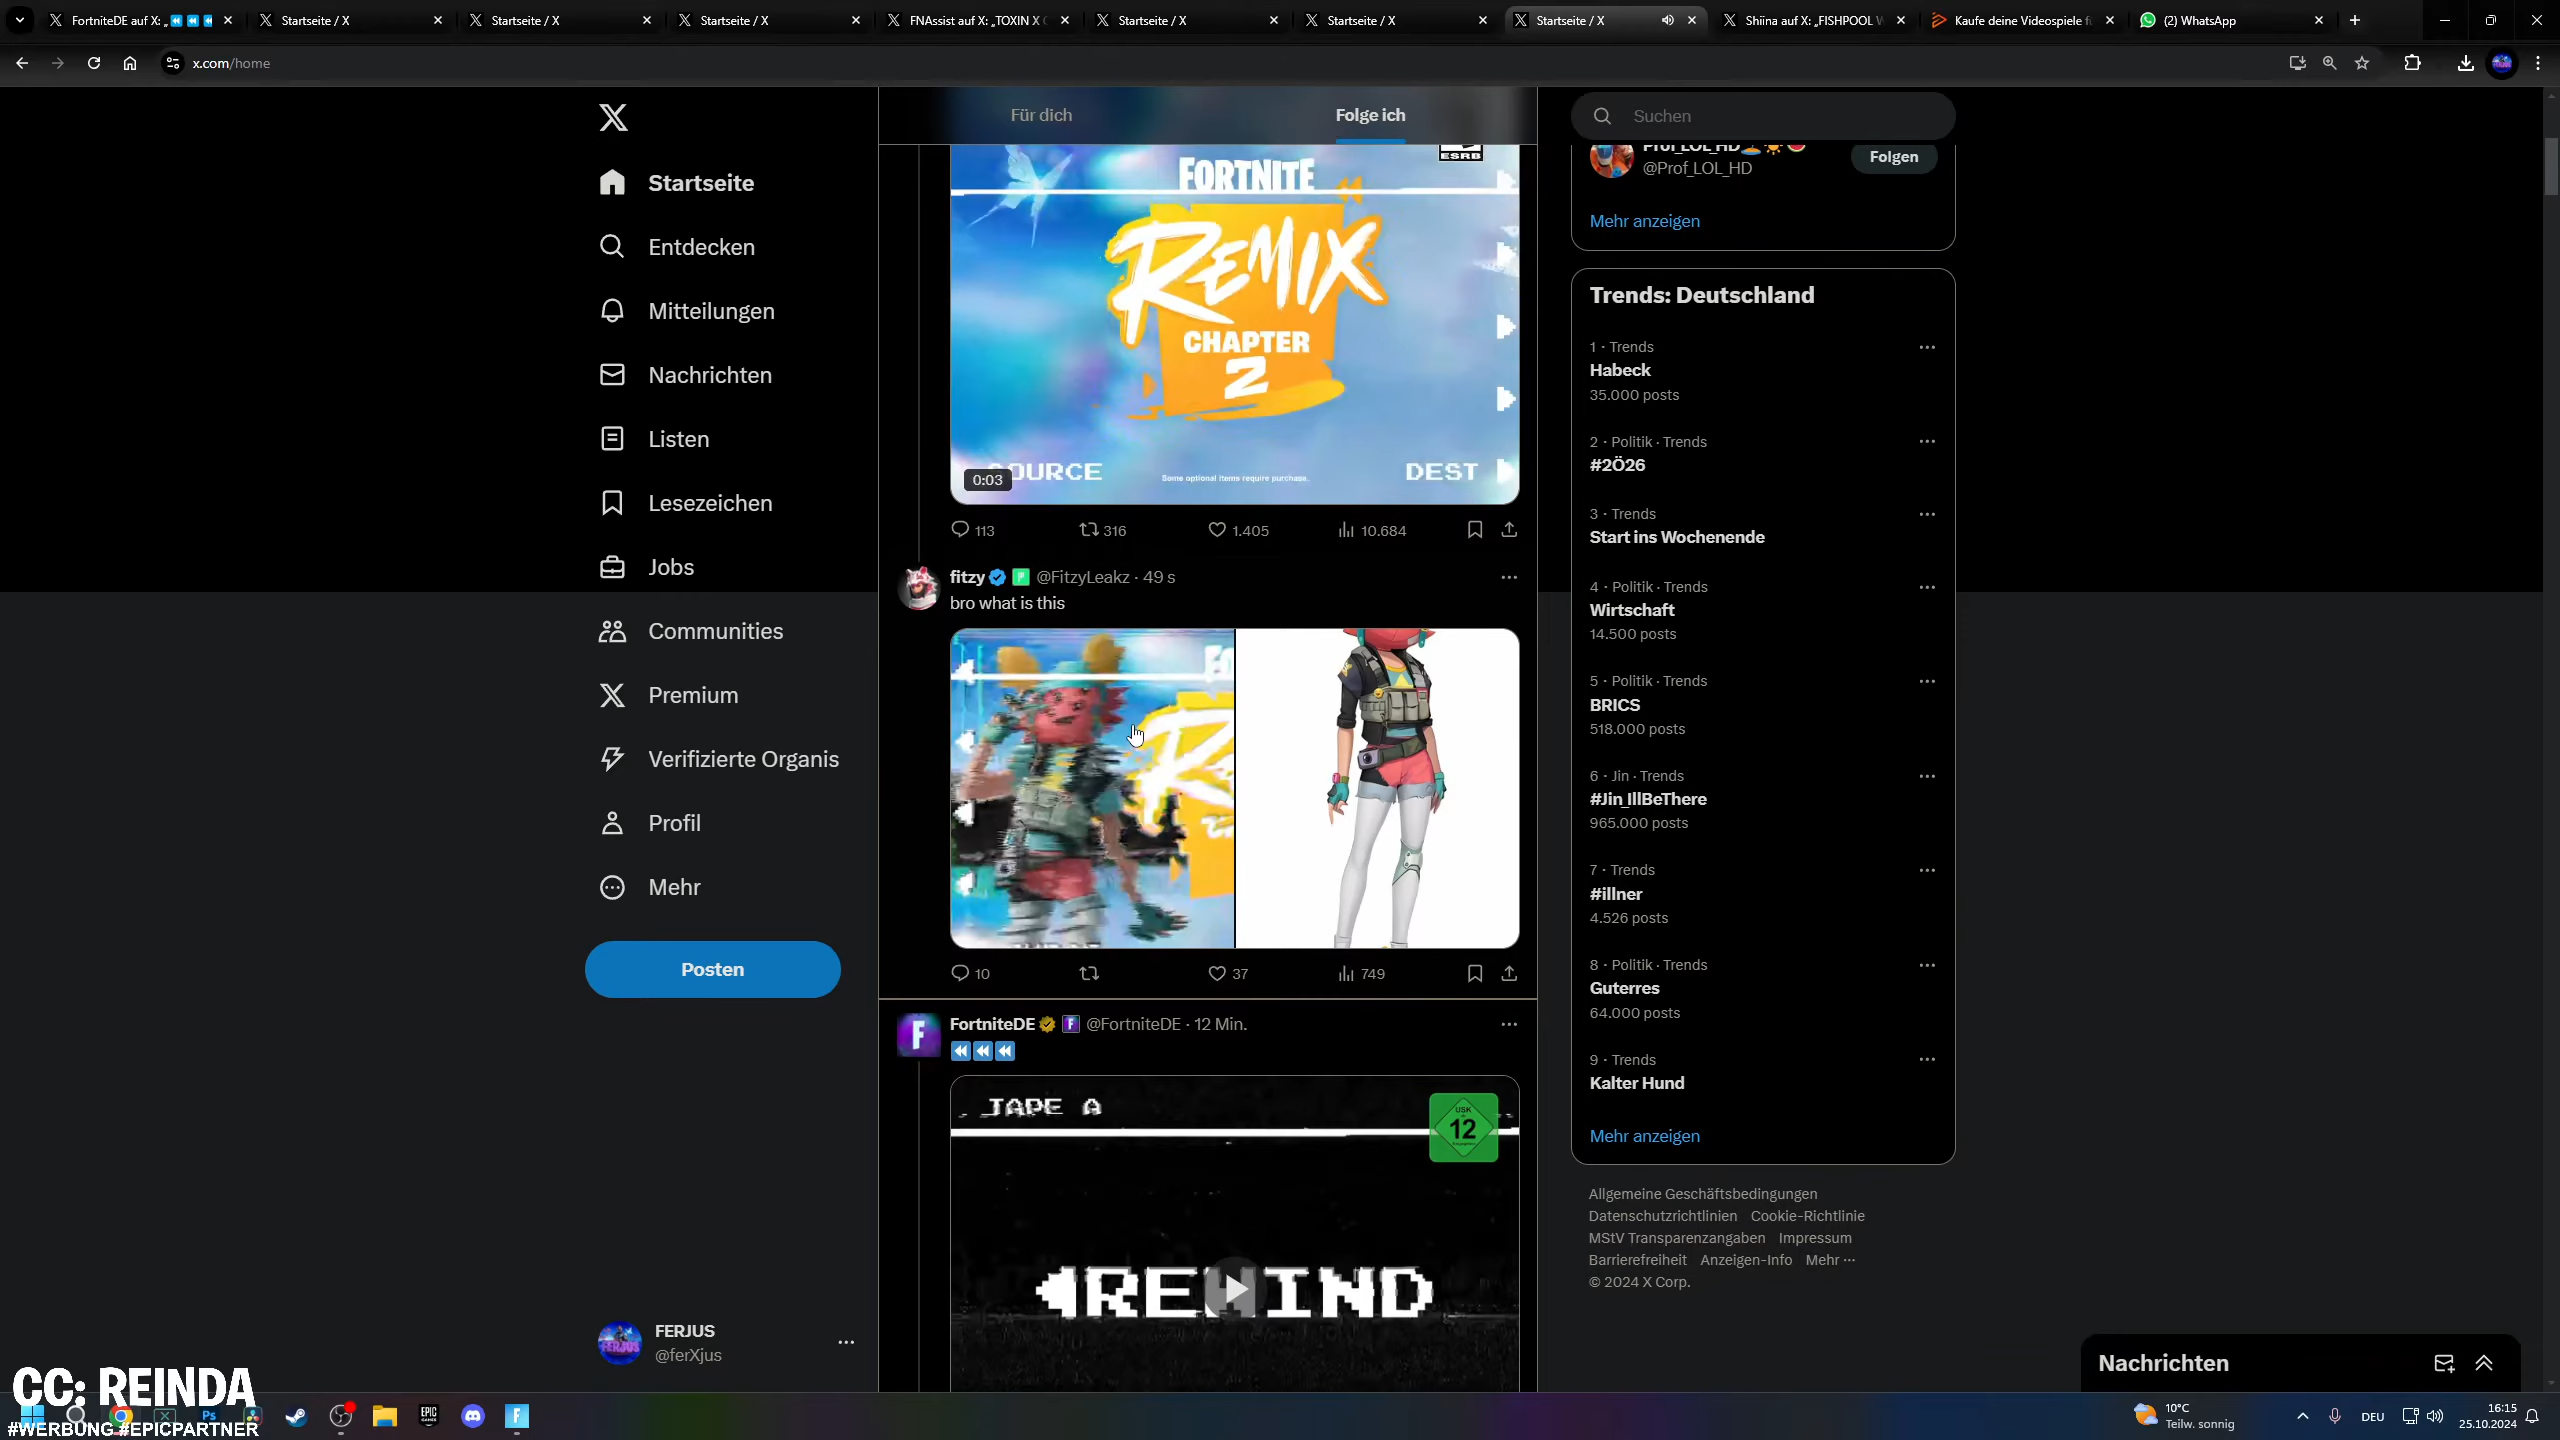 FortniteDE auf X: „⏪⏪⏪
Startseite / X
Startseite / X
Startseite / X
FNAssist auf X: „TOXIN X
Startseite / X
Startseite / X
Startseite / X
Shiina auf X: „FISHPOOL
Kaufe deine Videospiele
(2) WhatsApp
x.com/home
Startseite
Entdecken
Mitteilungen
Nachrichten
Listen
Lesezeichen
Jobs
Communities
Premium
Verifizierte Organis
Profil
Mehr
Posten
FERJUS
@ferXjus
Für dich
Folge ich
ESRB
FORTNITE
REMIX
CHAPTER
2
SOURCE
Some optional items require purchase.
DEST
0:03
113
316
1.405
10.684
fitzy @FitzyLeakz · 49 s
bro what is this
10
37
749
FortniteDE @FortniteDE · 12 Min.
⏪⏪⏪
TAPE A
USK
12
REWIND
Suchen
Prof_LOL_HD
@Prof_LOL_HD
Folgen
Mehr anzeigen
Trends: Deutschland
1 · Trends
Habeck
35.000 posts
2 · Politik · Trends
#2Ö26
3 · Trends
Start ins Wochenende
4 · Politik · Trends
Wirtschaft
14.500 posts
5 · Politik · Trends
BRICS
518.000 posts
6 · Jin · Trends
#Jin_IllBeThere
965.000 posts
7 · Trends
#illner
4.526 posts
8 · Politik · Trends
Guterres
64.000 posts
9 · Trends
Kalter Hund
Mehr anzeigen
Allgemeine Geschäftsbedingungen
Datenschutzrichtlinien Cookie-Richtlinie
MStV Transparenzangaben Impressum
Barrierefreiheit Anzeigen-Info Mehr ···
© 2024 X Corp.
Nachrichten
CC: REINDA
#WERBUNG #EPICPARTNER
10°C
Teilw. sonnig
DEU
16:15
25.10.2024